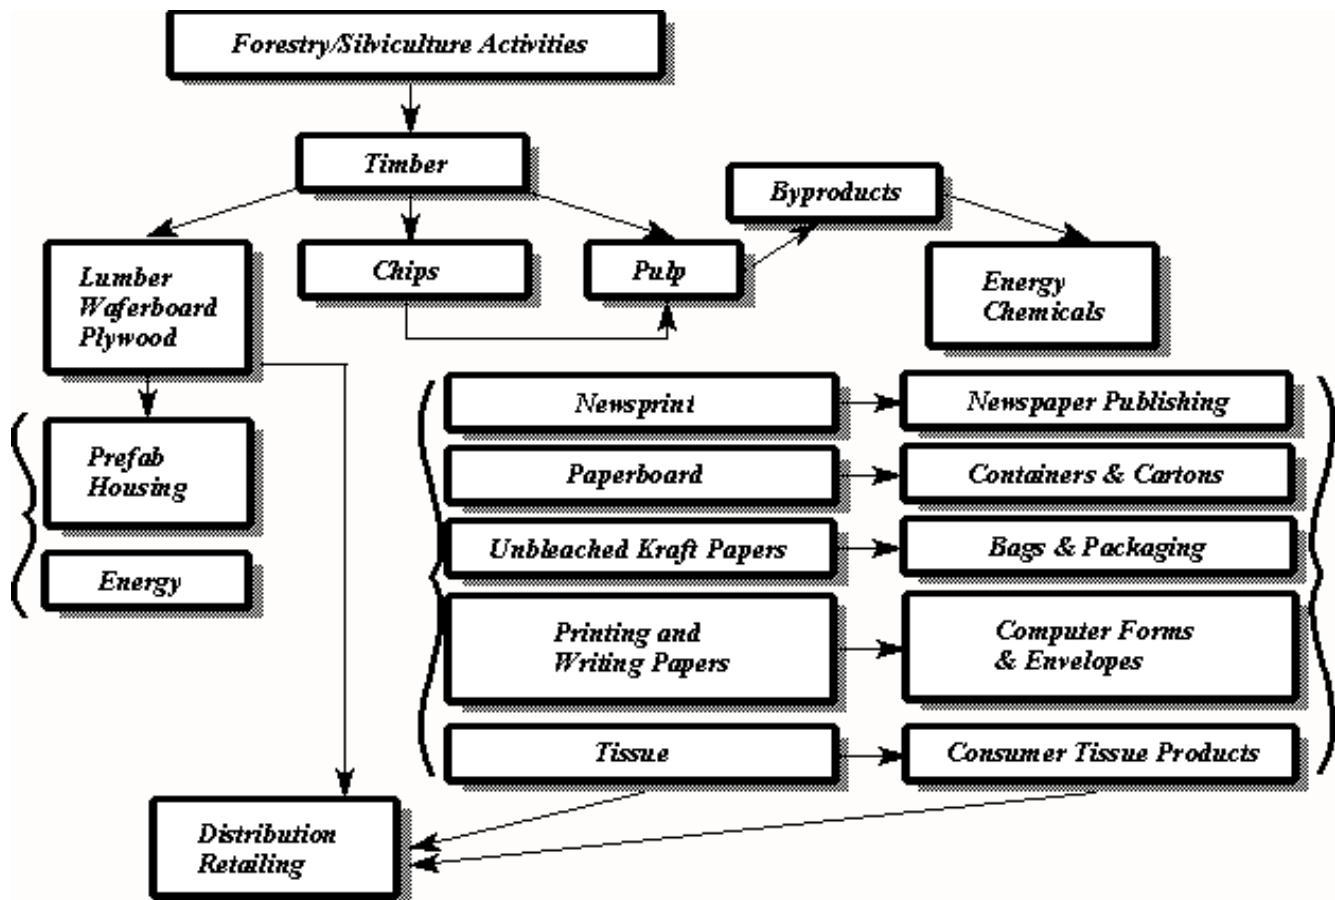 Forestry/Silviculture Activities
Timber
Byproducts
Lumber
Waferboard
Plywood
Chips
Pulp
Energy
Chemicals
Newsprint
Newspaper Publishing
Prefab
Housing
Paperboard
Containers & Cartons
Unbleached Kraft Papers
Bags & Packaging
Energy
Printing and
Writing Papers
Computer Forms
& Envelopes
Tissue
Consumer Tissue Products
Distribution
Retailing